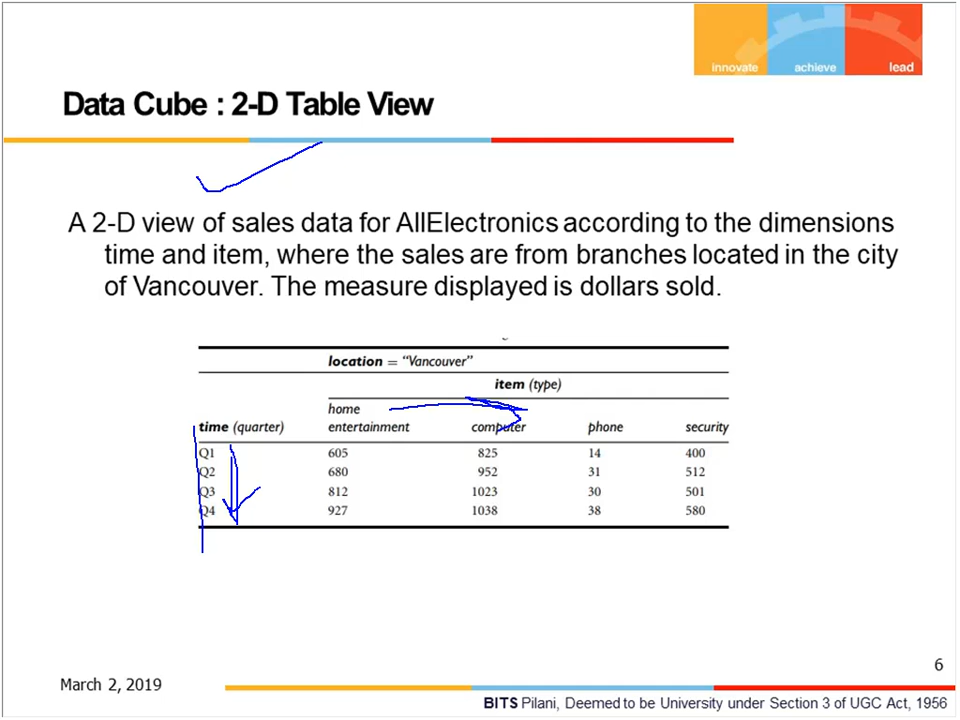 innovate achieve lead
Data Cube : 2-D Table View
A 2-D view of sales data for AllElectronics according to the dimensions
time and item, where the sales are from branches located in the city
of Vancouver. The measure displayed is dollars sold.
location = “Vancouver”
item (type)
home
time (quarter) entertainment computer phone security
Q1 605 825 14 400
Q2 680 952 31 512
Q3 812 1023 30 501
Q4 927 1038 38 580
6
March 2, 2019
BITS Pilani, Deemed to be University under Section 3 of UGC Act, 1956